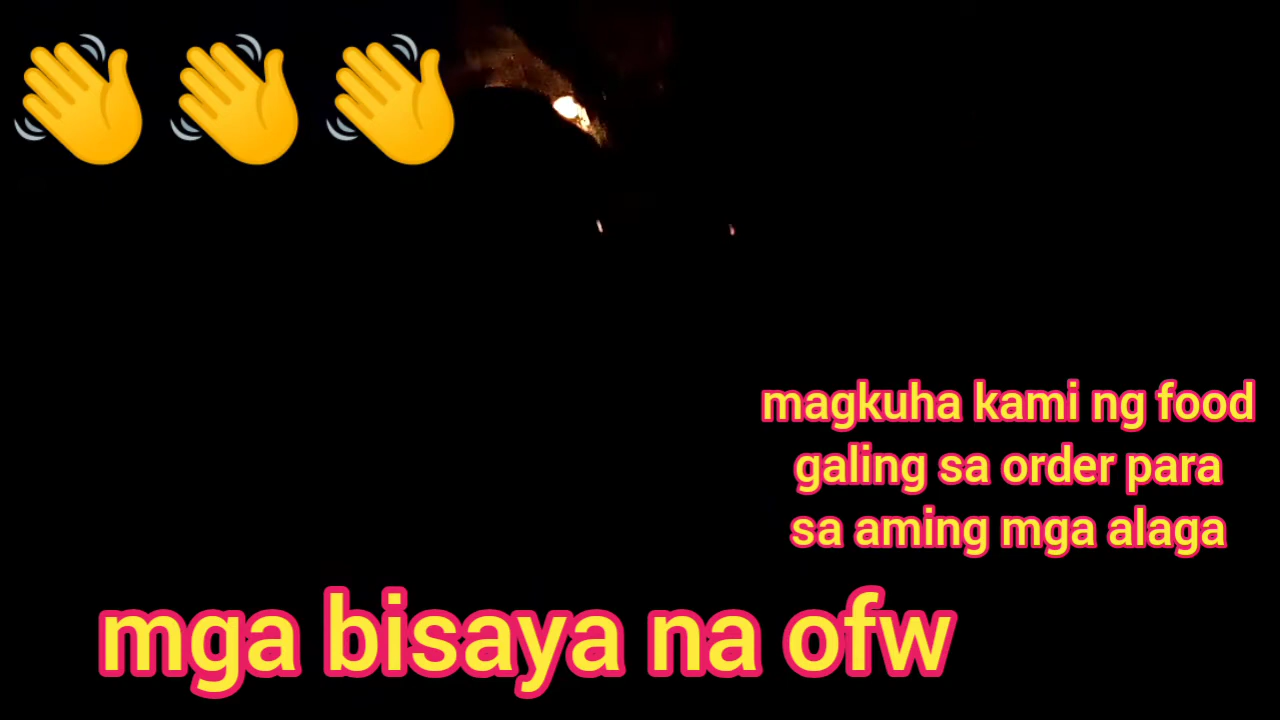 magkuha kami ng food
galing sa order para
sa aming mga alaga
mga bisaya na ofw